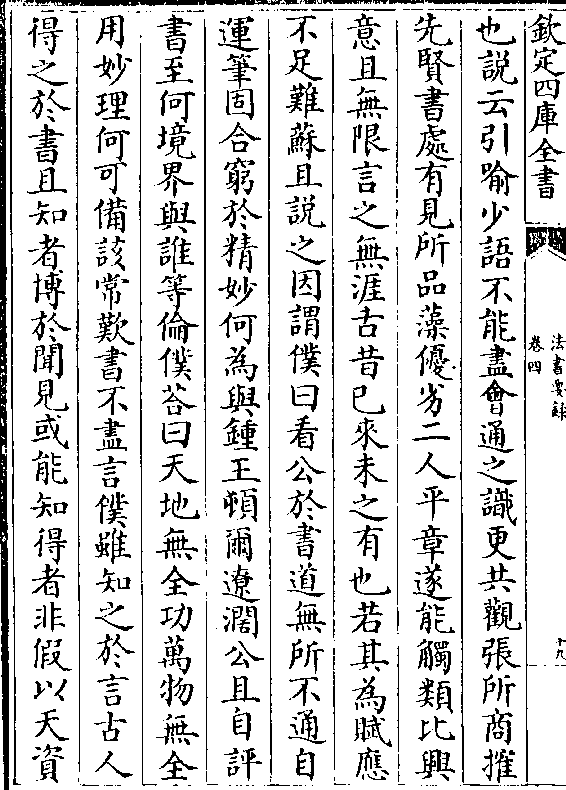 欽定四庫全書
法書要錄
卷四
十九
也説云引喻少語不能盡會通之識更共觀張所商搉
先賢書處有見所品藻優劣二人平章遂能觸類比興
意且無限言之無涯古昔已來未之有也若其為賦應
不足難蘇且説之因謂僕曰看公於書道無所不通自
運筆固合窮於精妙何為與鍾王頓爾遼濶公且自評
書至何境界與誰等倫僕荅曰天地無全功萬物無全
用妙理何可備該常歎書不盡言僕雖知之於言古人
得之於書且知者博於聞見或能知得者非假以天資